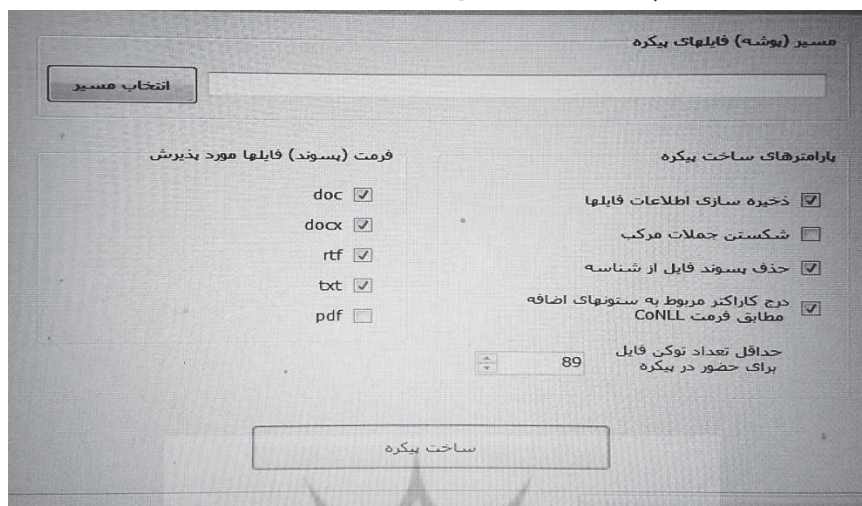 مسیر (پوشه) فایلهای پیکره
انتخاب مسیر
پارامترهای ساخت پیکره
ذخیره سازی اطلاعات فایلها
شکستن جملات مرکب
حذف پسوند فایل از شناسه
درج کاراکتر مربوط به ستونهای اضافه
مطابق فرمت CoNLL
حداقل تعداد توکن فایل
برای حضور در پیکره
89
فرمت (پسوند) فایلها مورد پذیرش
doc
docx
rtf
txt
pdf
ساخت پیکره